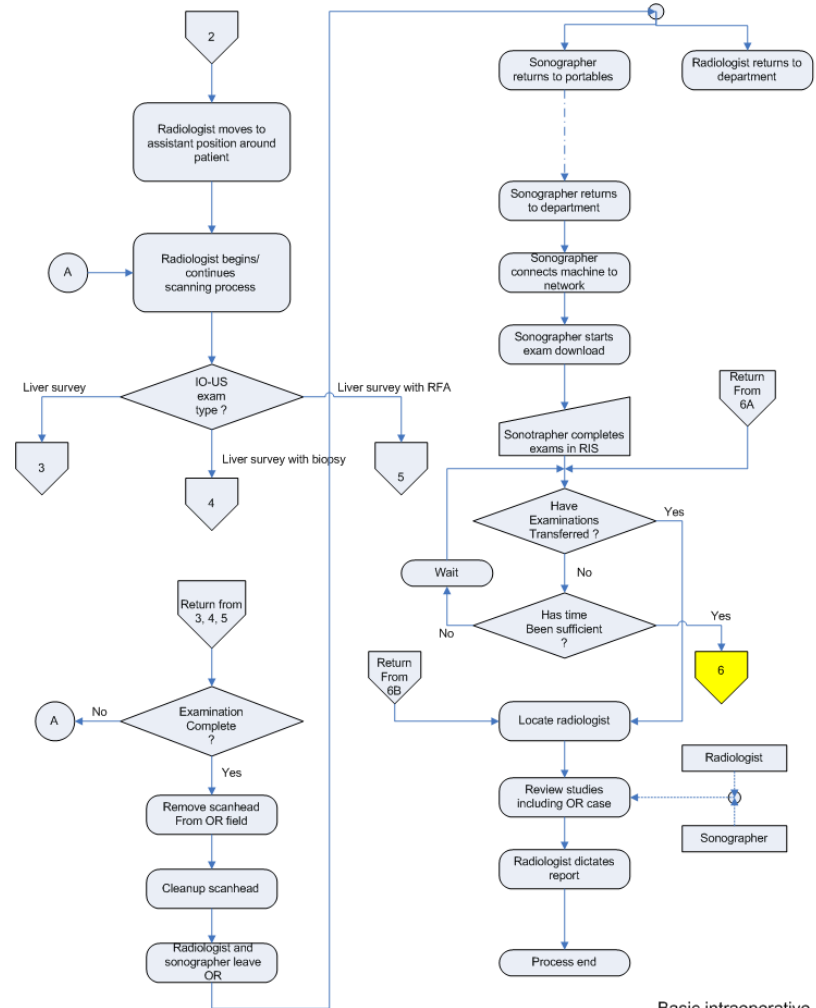 2
Radiologist moves to
assistant position around
patient
A
Radiologist begins/
continues
scanning process
IO-US
exam
type ?
Liver survey
Liver survey with RFA
Liver survey with biopsy
3
4
5
Return from
3, 4, 5
Examination
Complete
?
No
A
Yes
Remove scanhead
From OR field
Cleanup scanhead
Radiologist and
sonographer leave
OR
Sonographer
returns to portables
Radiologist returns to
department
Sonographer returns
to department
Sonographer
connects machine to
network
Sonographer starts
exam download
Return
From
6A
Sonotrapher completes
exams in RIS
Have
Examinations
Transferred ?
Yes
No
Wait
Has time
Been sufficient
?
No
Yes
6
Return
From
6B
Locate radiologist
Radiologist
Review studies
including OR case
Sonographer
Radiologist dictates
report
Process end
Basic intraoperative